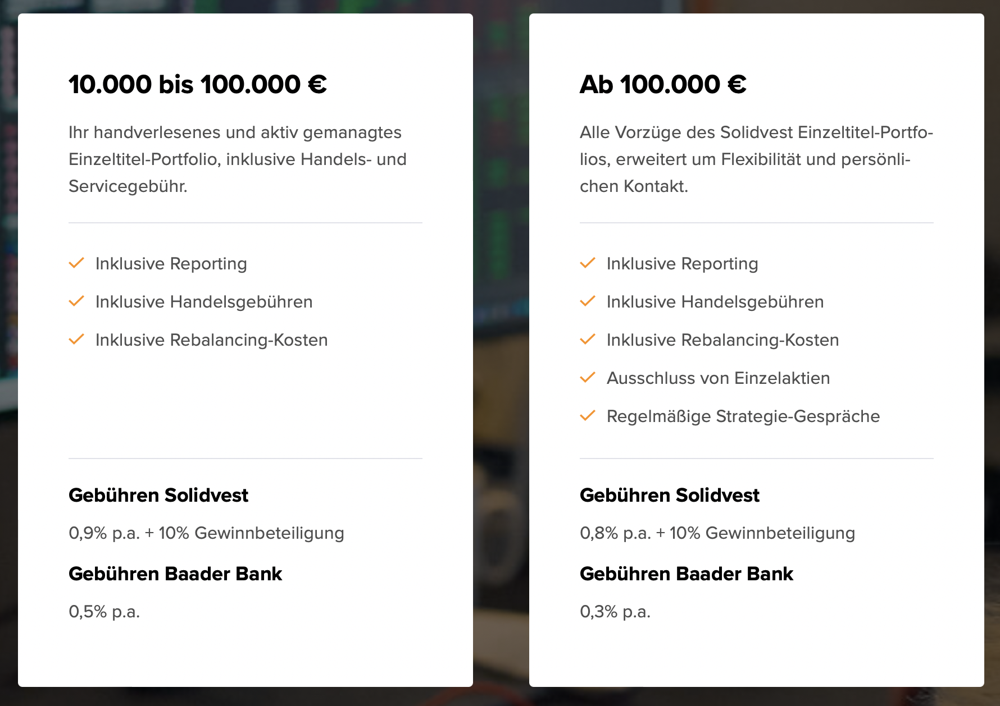 10.000 bis 100.000 €
Ihr handverlesenes und aktiv gemanagtes
Einzeltitel-Portfolio, inklusive Handels- und
Servicegebühr.
Inklusive Reporting
Inklusive Handelsgebühren
Inklusive Rebalancing-Kosten
Gebühren Solidvest
0,9% p.a. + 10% Gewinnbeteiligung
Gebühren Baader Bank
0,5% p.a.
Ab 100.000 €
Alle Vorzüge des Solidvest Einzeltitel-Portfo-
lios, erweitert um Flexibilität und persönli-
chen Kontakt.
Inklusive Reporting
Inklusive Handelsgebühren
Inklusive Rebalancing-Kosten
Ausschluss von Einzelaktien
Regelmäßige Strategie-Gespräche
Gebühren Solidvest
0,8% p.a. + 10% Gewinnbeteiligung
Gebühren Baader Bank
0,3% p.a.